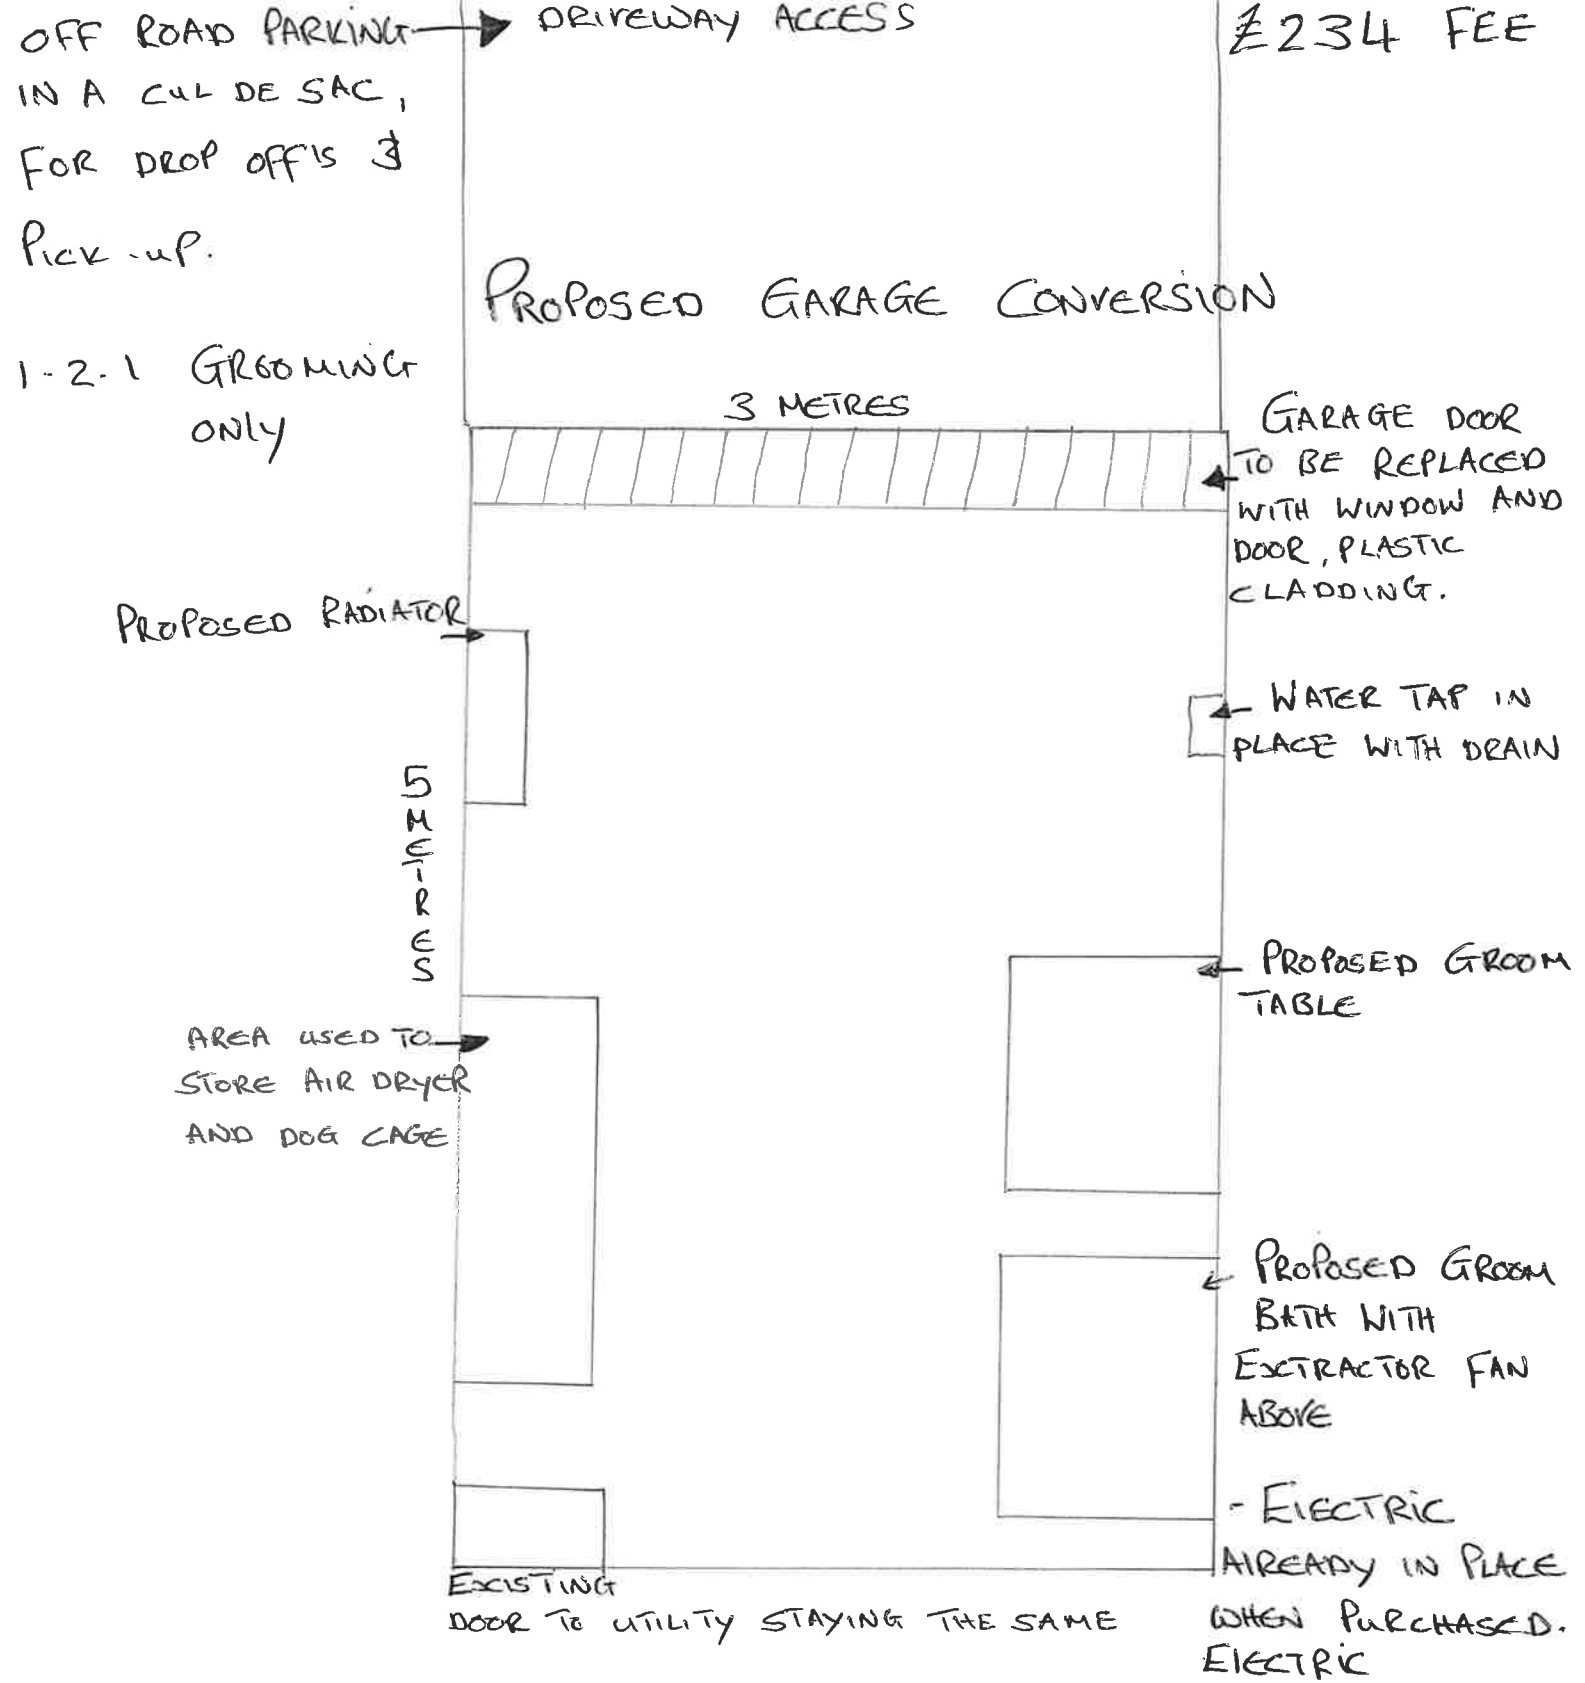 OFF ROAD PARKING
IN A CUL DE SAC,
FOR DROP OFF'S &
PICK-UP.
DRIVEWAY ACCESS
£234 FEE
PROPOSED GARAGE CONVERSION
1-2-1 GROOMING
ONLY
3 METRES
GARAGE DOOR
TO BE REPLACED
WITH WINDOW AND
DOOR, PLASTIC
CLADDING.
PROPOSED RADIATOR
WATER TAP IN
PLACE WITH DRAIN
5 METRES
PROPOSED GROOM
TABLE
AREA USED TO
STORE AIR DRYER
AND DOG CAGE
PROPOSED GROOM
BATH WITH
EXTRACTOR FAN
ABOVE
- ELECTRIC
ALREADY IN PLACE
WHEN PURCHASED.
ELECTRIC
EXISTING
DOOR TO UTILITY STAYING THE SAME